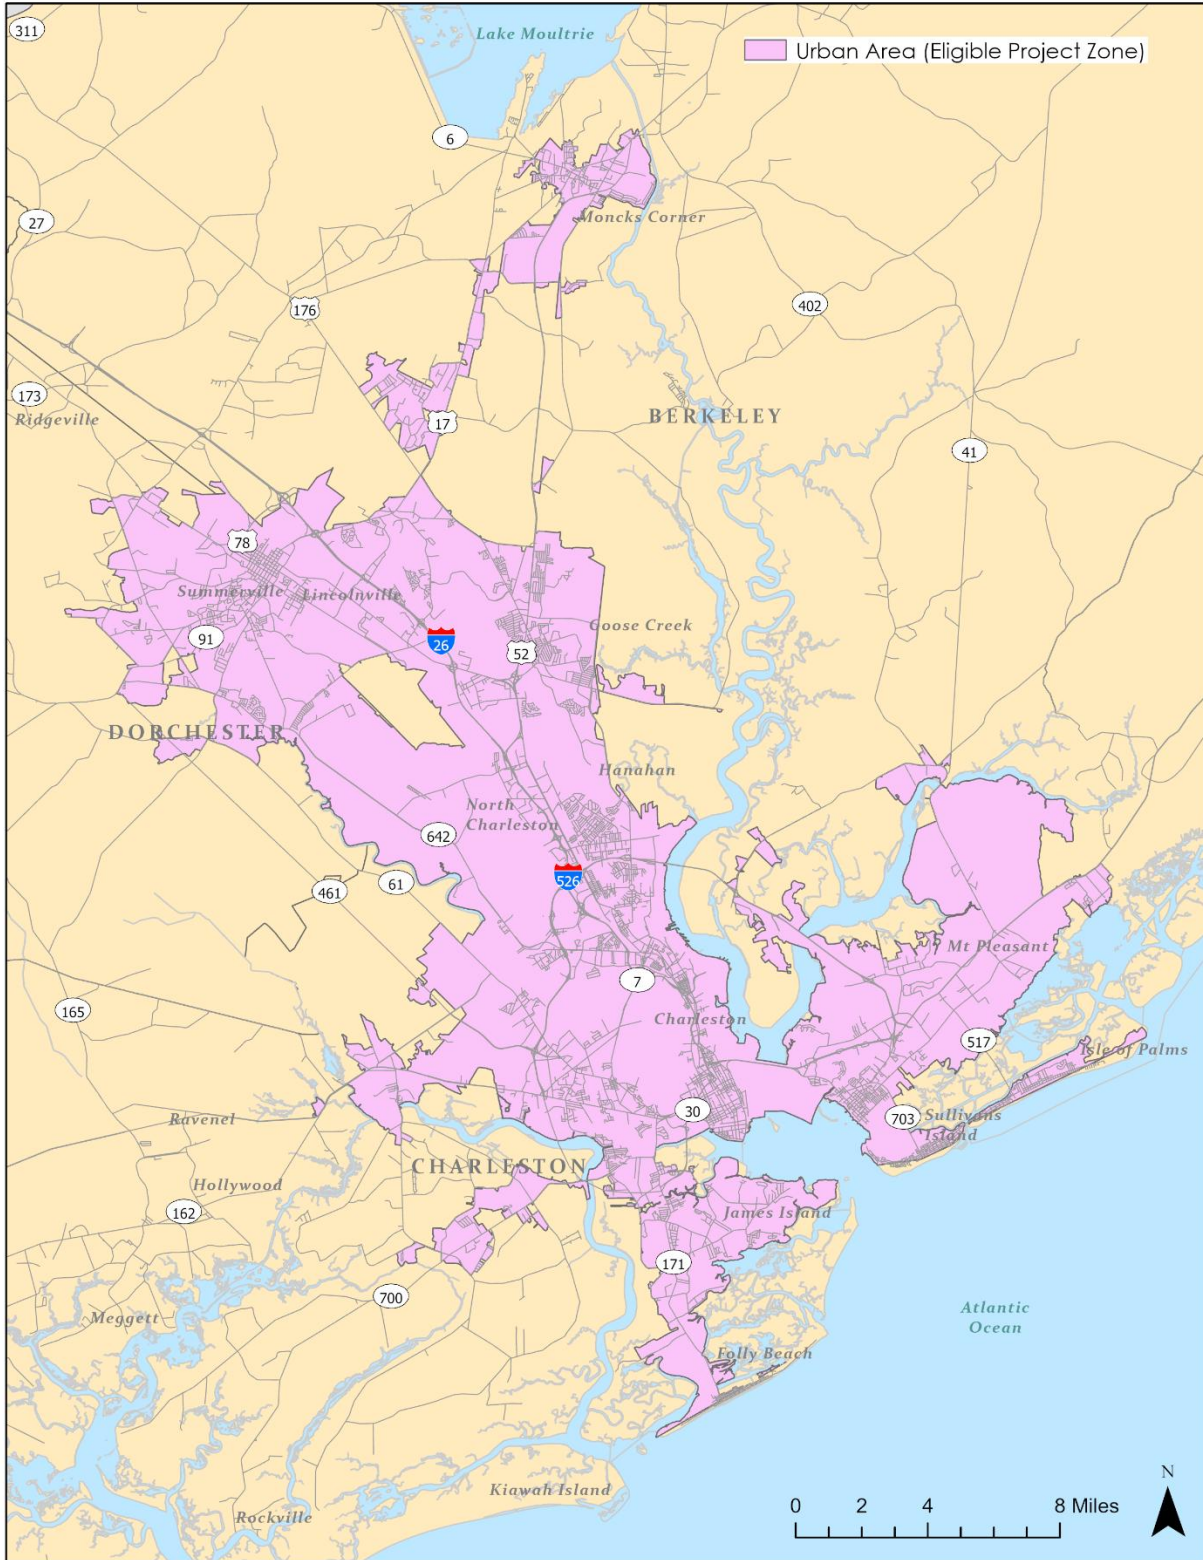 311
Lake Moultrie
Urban Area (Eligible Project Zone)
6
27
Moncks Corner
176
402
173
Ridgeville
17
BERKELEY
41
78
Summerville
Lincolnville
91
26
52
Goose Creek
DORCHESTER
Hanahan
North
Charleston
642
526
461
61
Mt Pleasant
7
165
Charleston
517
Isle of Palms
30
703
Sullivans
Island
Ravenel
CHARLESTON
Hollywood
162
James Island
171
700
Meggett
Atlantic
Ocean
Folly Beach
Kiawah Island
Rockville
N
0 2 4 8 Miles